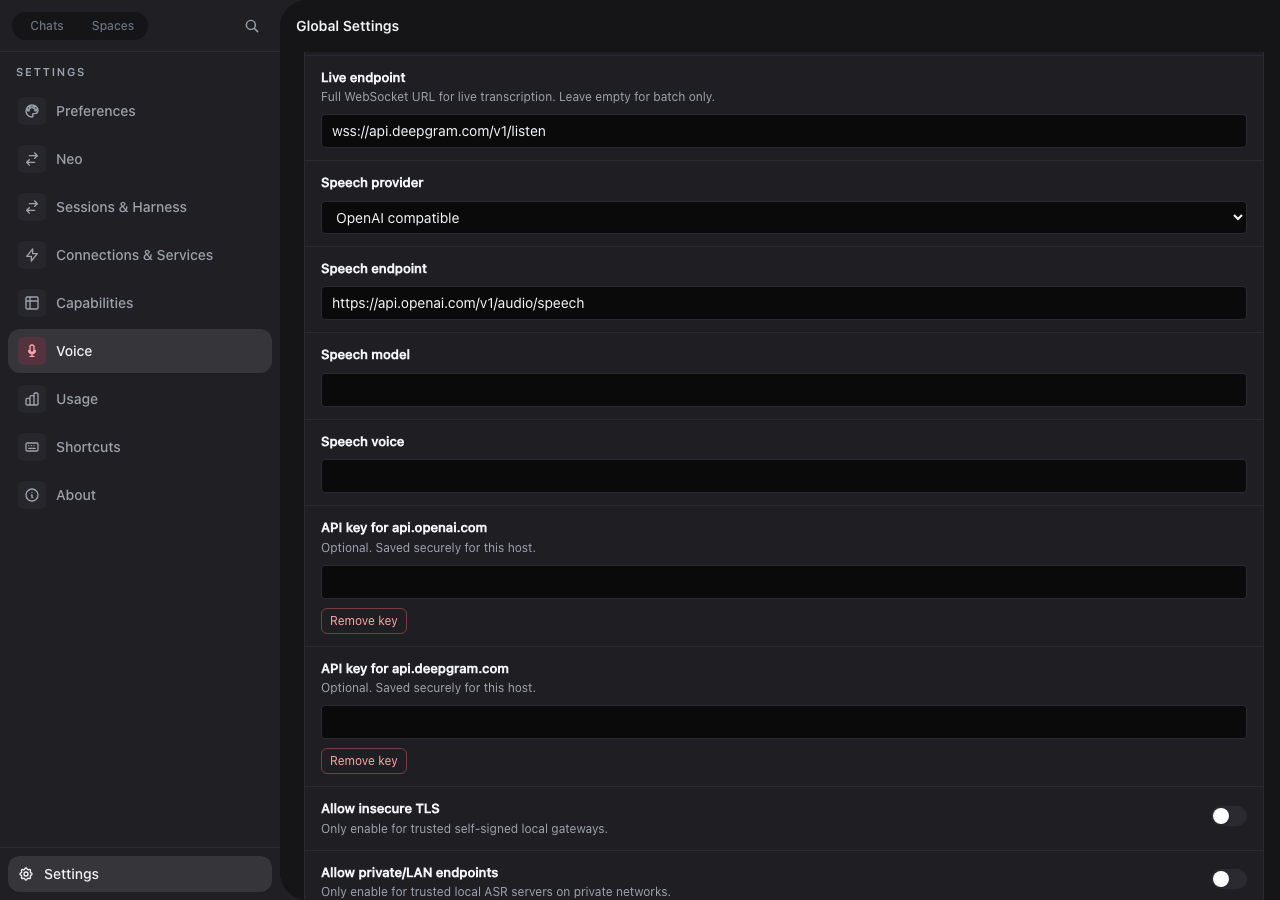 Chats
Spaces
SETTINGS
Preferences
Neo
Sessions & Harness
Connections & Services
Capabilities
Voice
Usage
Shortcuts
About
Settings
Global Settings
Live endpoint
Full WebSocket URL for live transcription. Leave empty for batch only.
wss://api.deepgram.com/v1/listen
Speech provider
OpenAI compatible
Speech endpoint
https://api.openai.com/v1/audio/speech
Speech model
Speech voice
API key for api.openai.com
Optional. Saved securely for this host.
Remove key
API key for api.deepgram.com
Optional. Saved securely for this host.
Remove key
Allow insecure TLS
Only enable for trusted self-signed local gateways.
Allow private/LAN endpoints
Only enable for trusted local ASR servers on private networks.